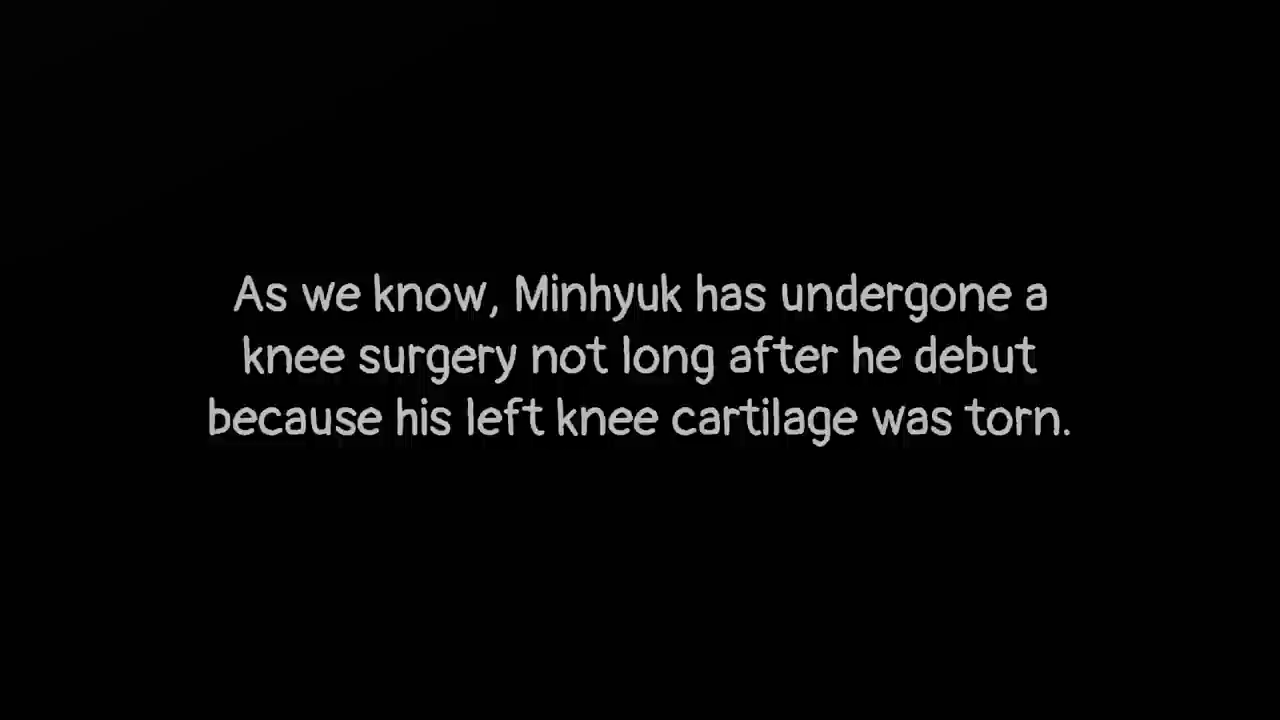 As we know, Minhyuk has undergone a
knee surgery not long after he debut
because his left knee cartilage was torn.